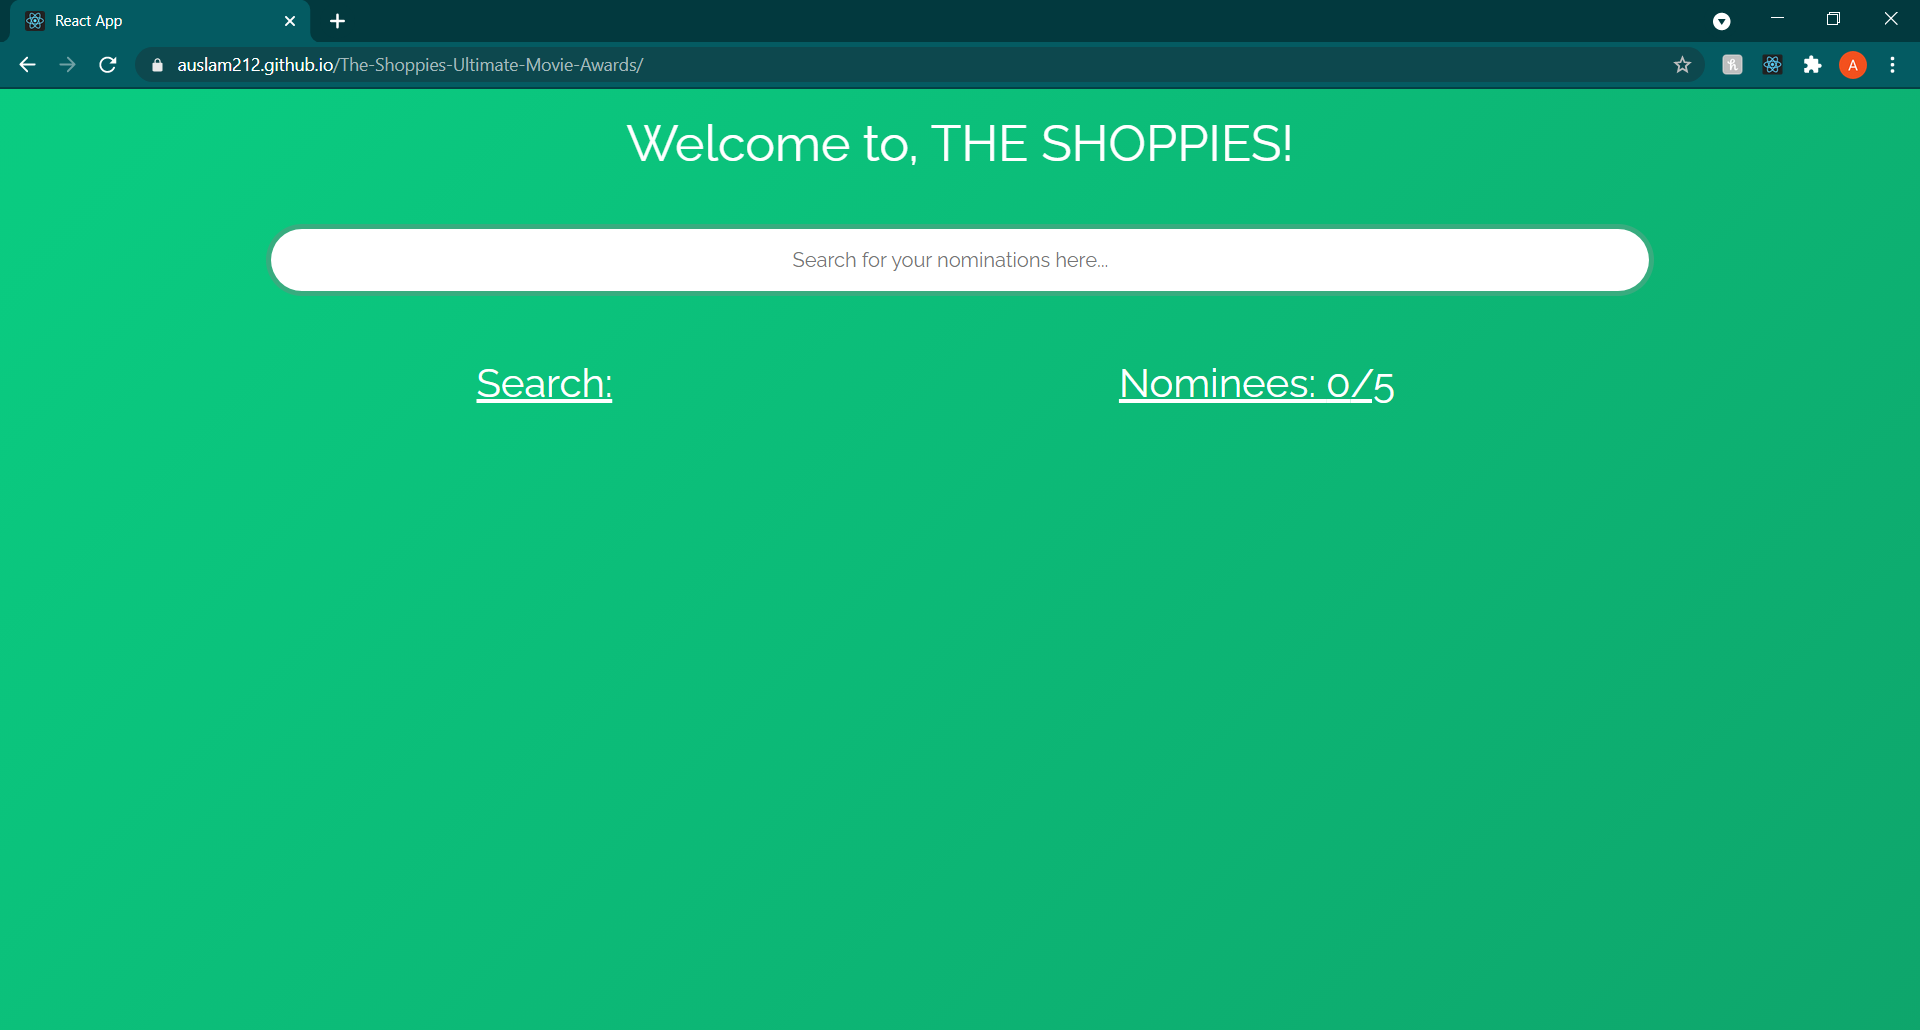 React App
auslam212.github.io/The-Shoppies-Ultimate-Movie-Awards/
A
Welcome to, THE SHOPPIES!
Search for your nominations here...
Search:
Nominees: 0/5